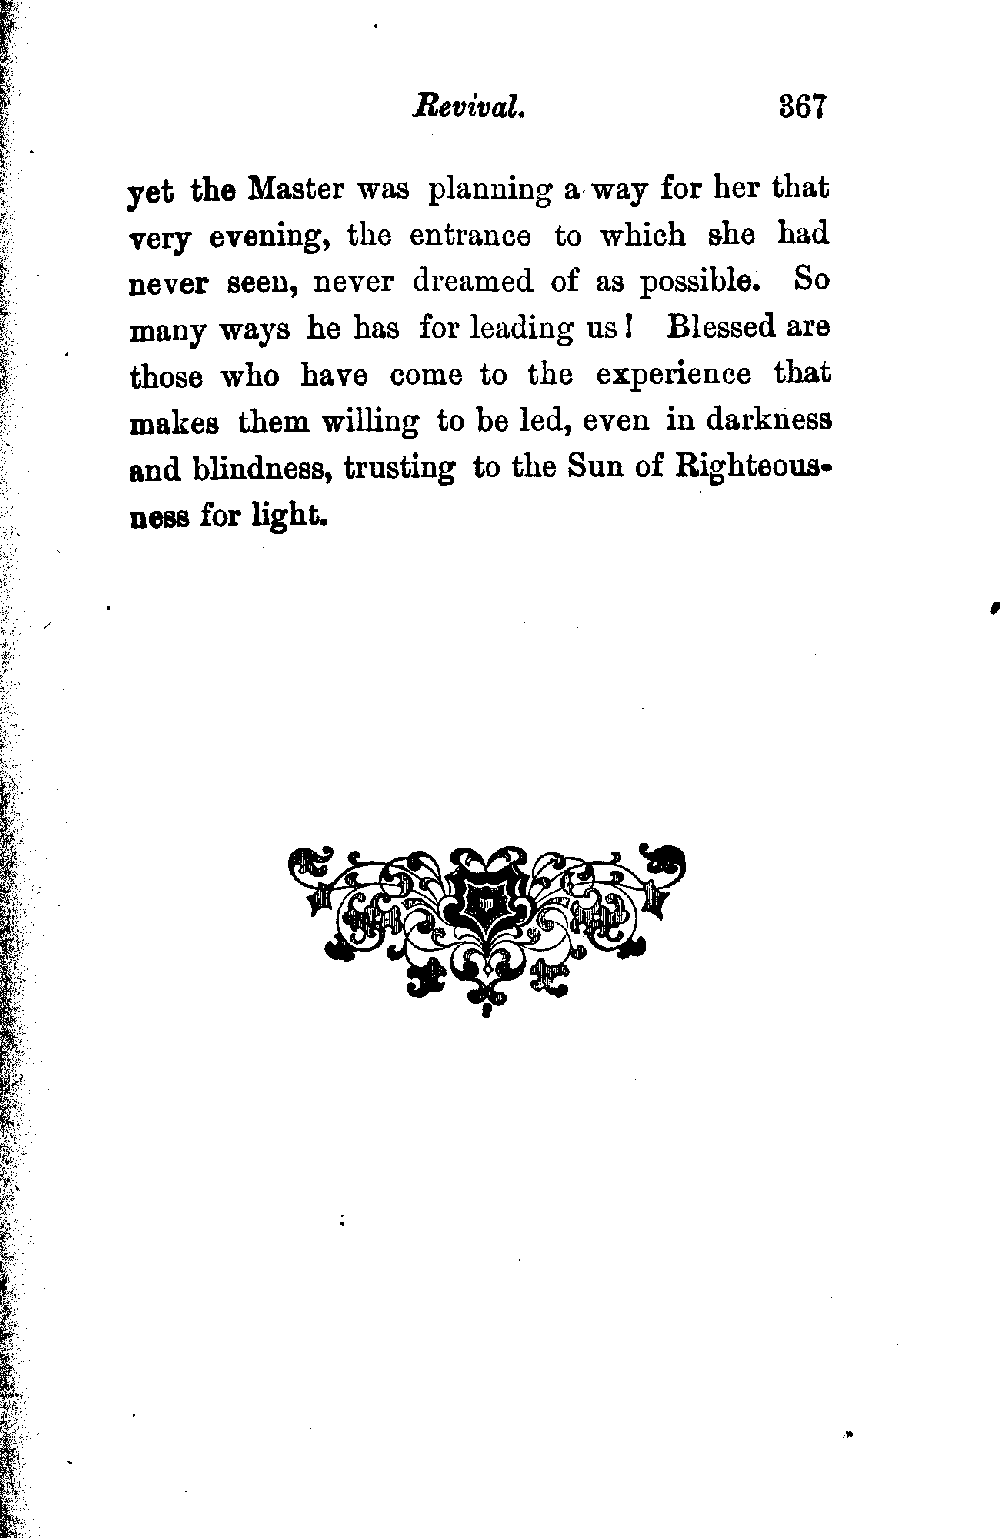 Revival. 367
yet the Master was planning a way for her that
very evening, the entrance to which she had
never seen, never dreamed of as possible. So
many ways he has for leading us! Blessed are
those who have come to the experience that
makes them willing to be led, even in darkness
and blindness, trusting to the Sun of Righteous-
ness for light.